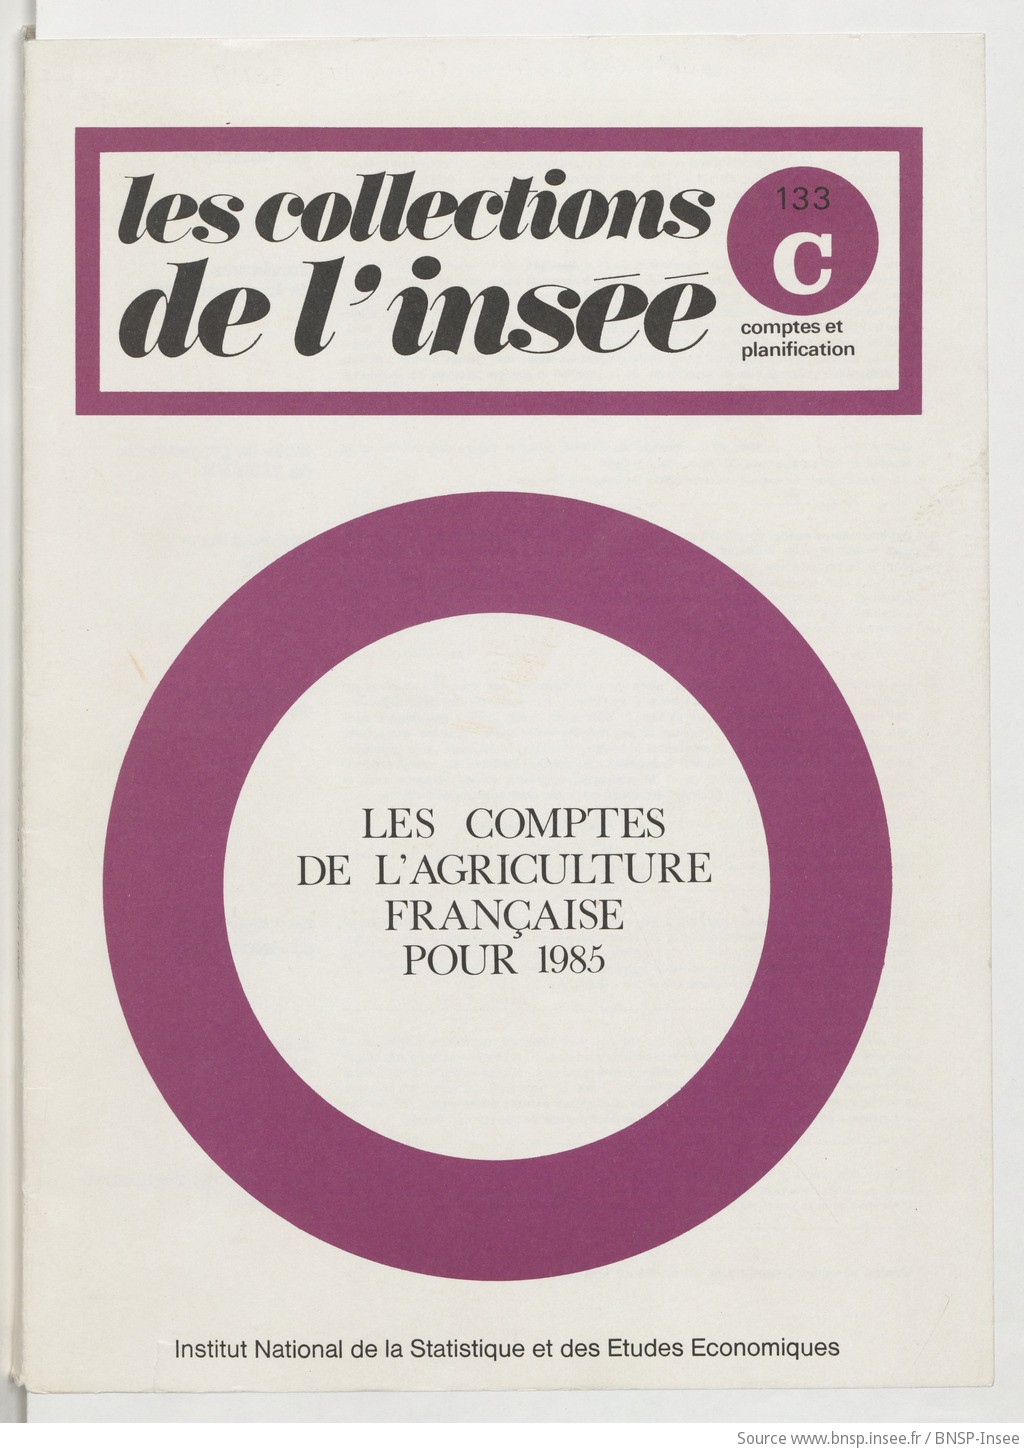 les collections
de l'inséé
133
C
comptes et
planification
LES COMPTES
DE L'AGRICULTURE
FRANÇAISE
POUR 1985
Institut National de la Statistique et des Etudes Economiques
Source www.bnsp.insee.fr / BNSP-Insee